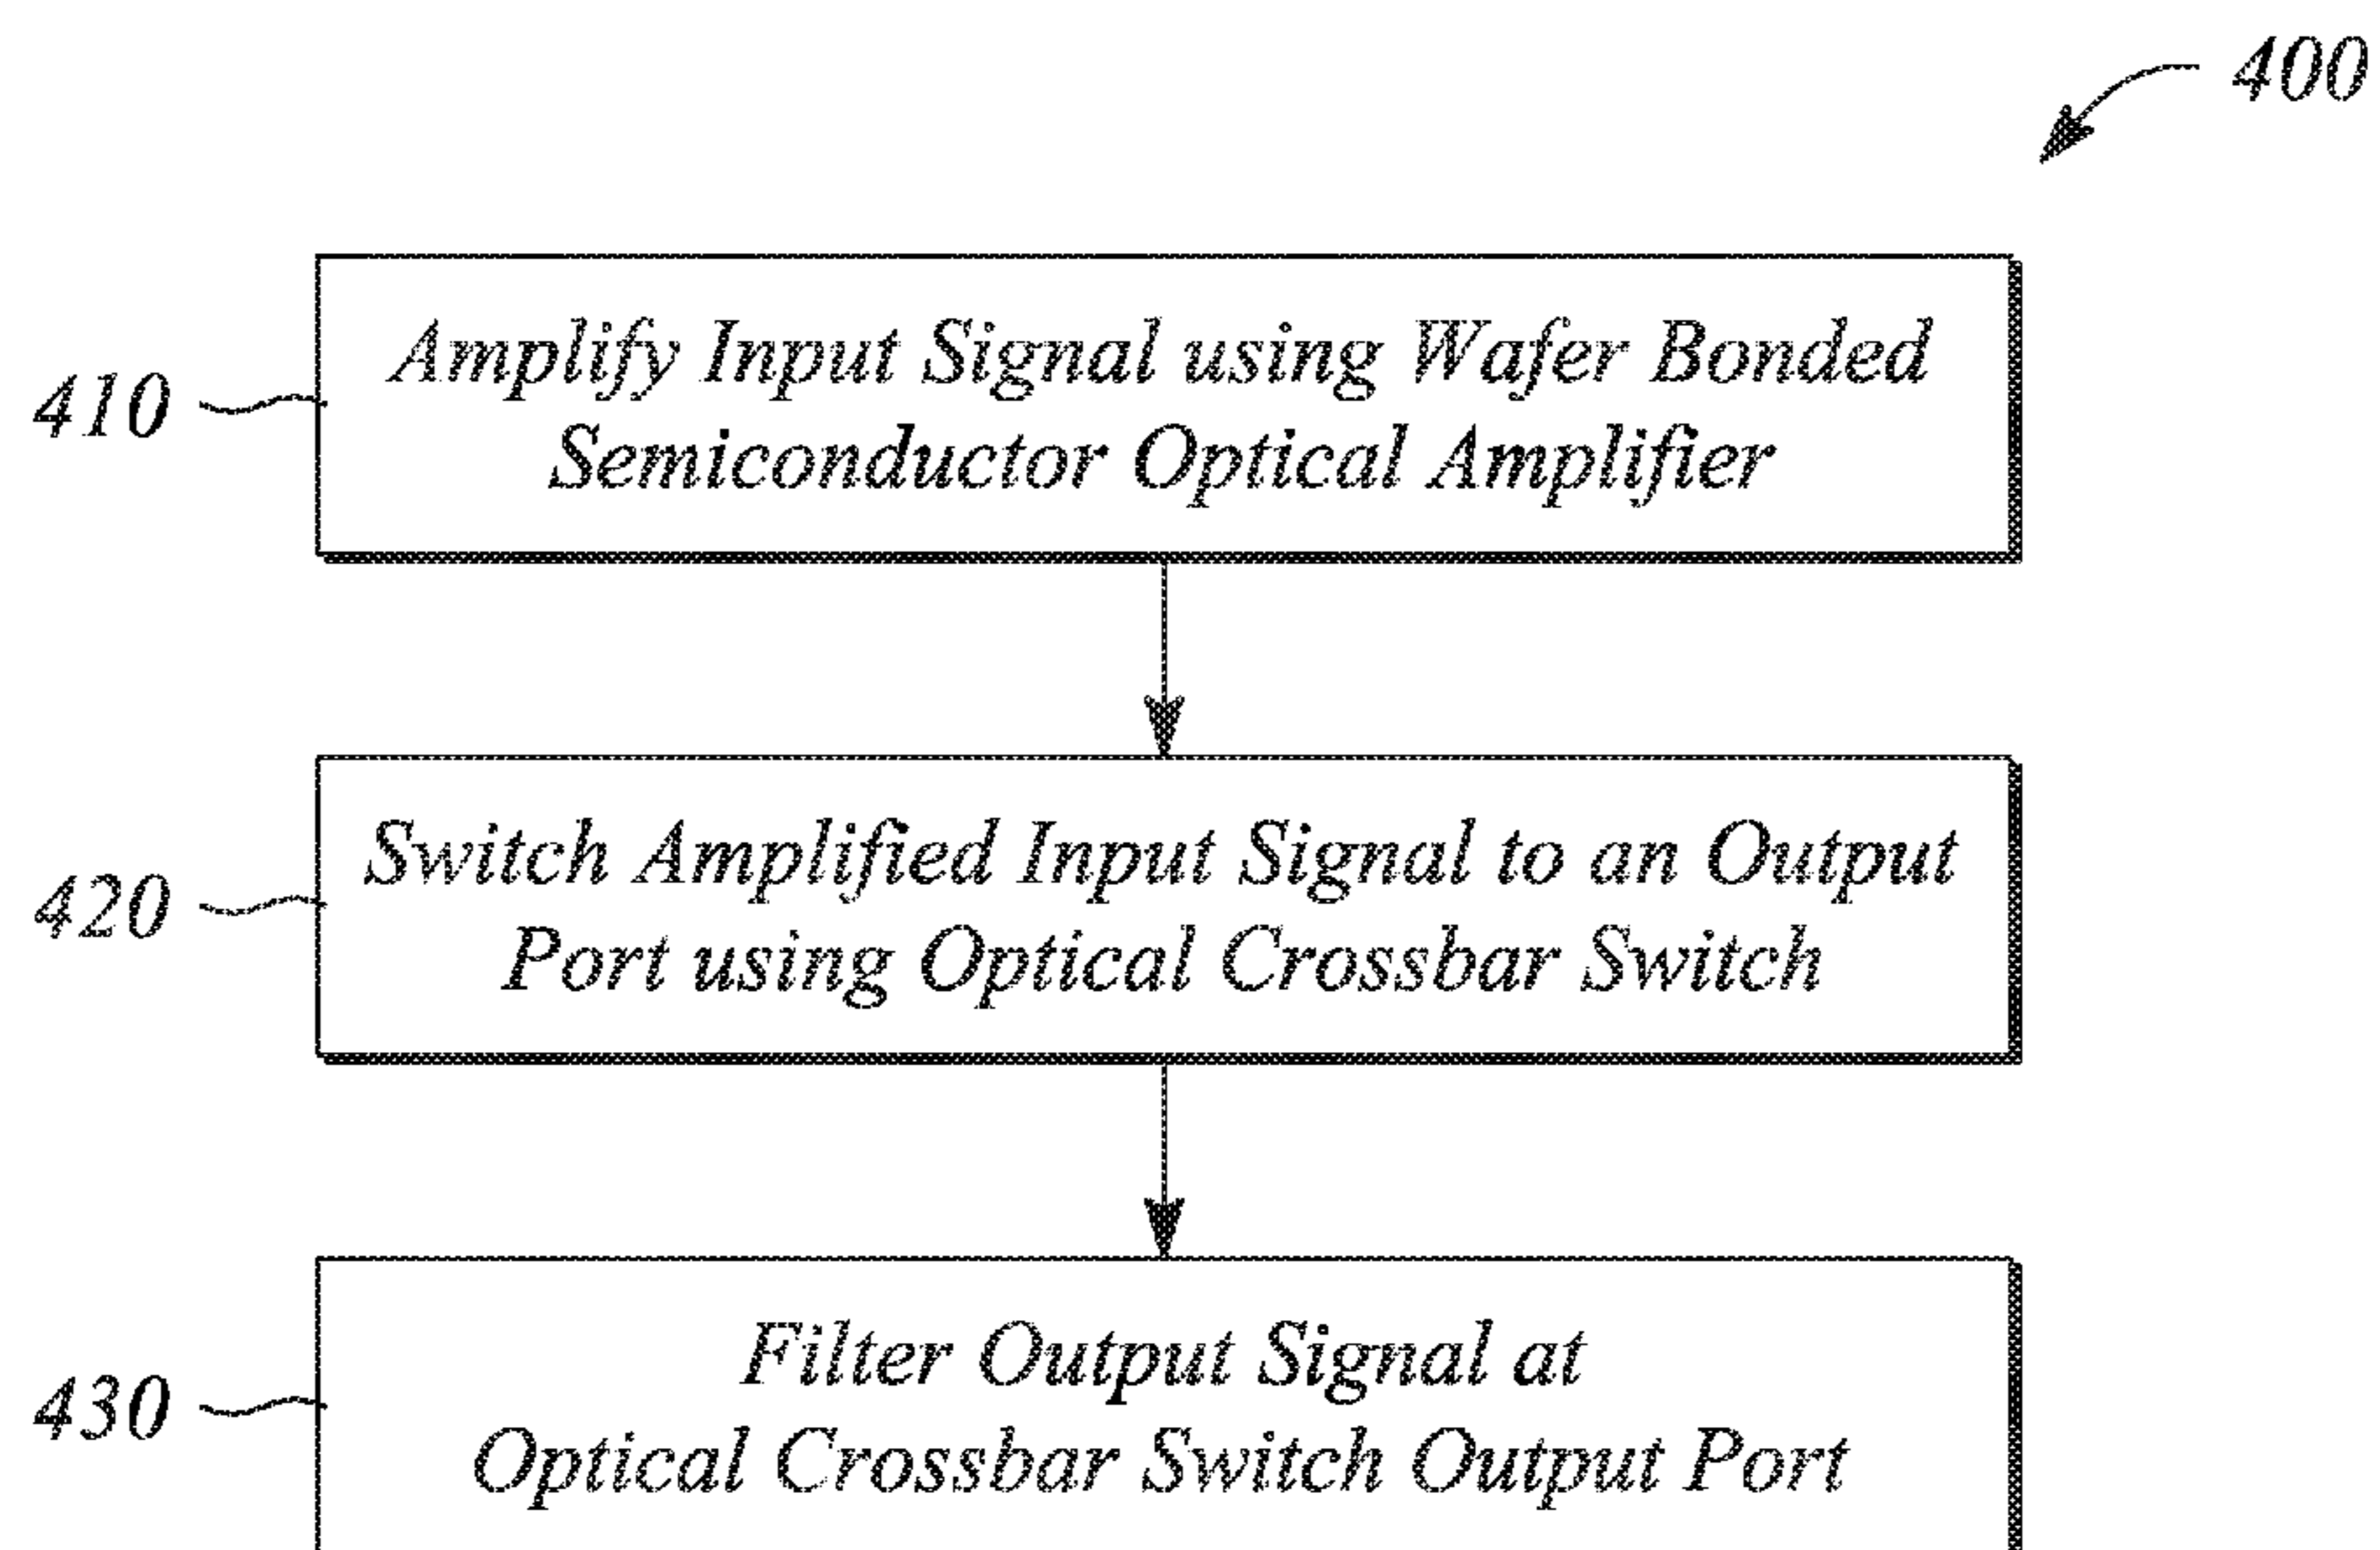 400
410
Amplify Input Signal using Wafer Bonded
Semiconductor Optical Amplifier
420
Switch Amplified Input Signal to an Output
Port using Optical Crossbar Switch
430
Filter Output Signal at
Optical Crossbar Switch Output Port